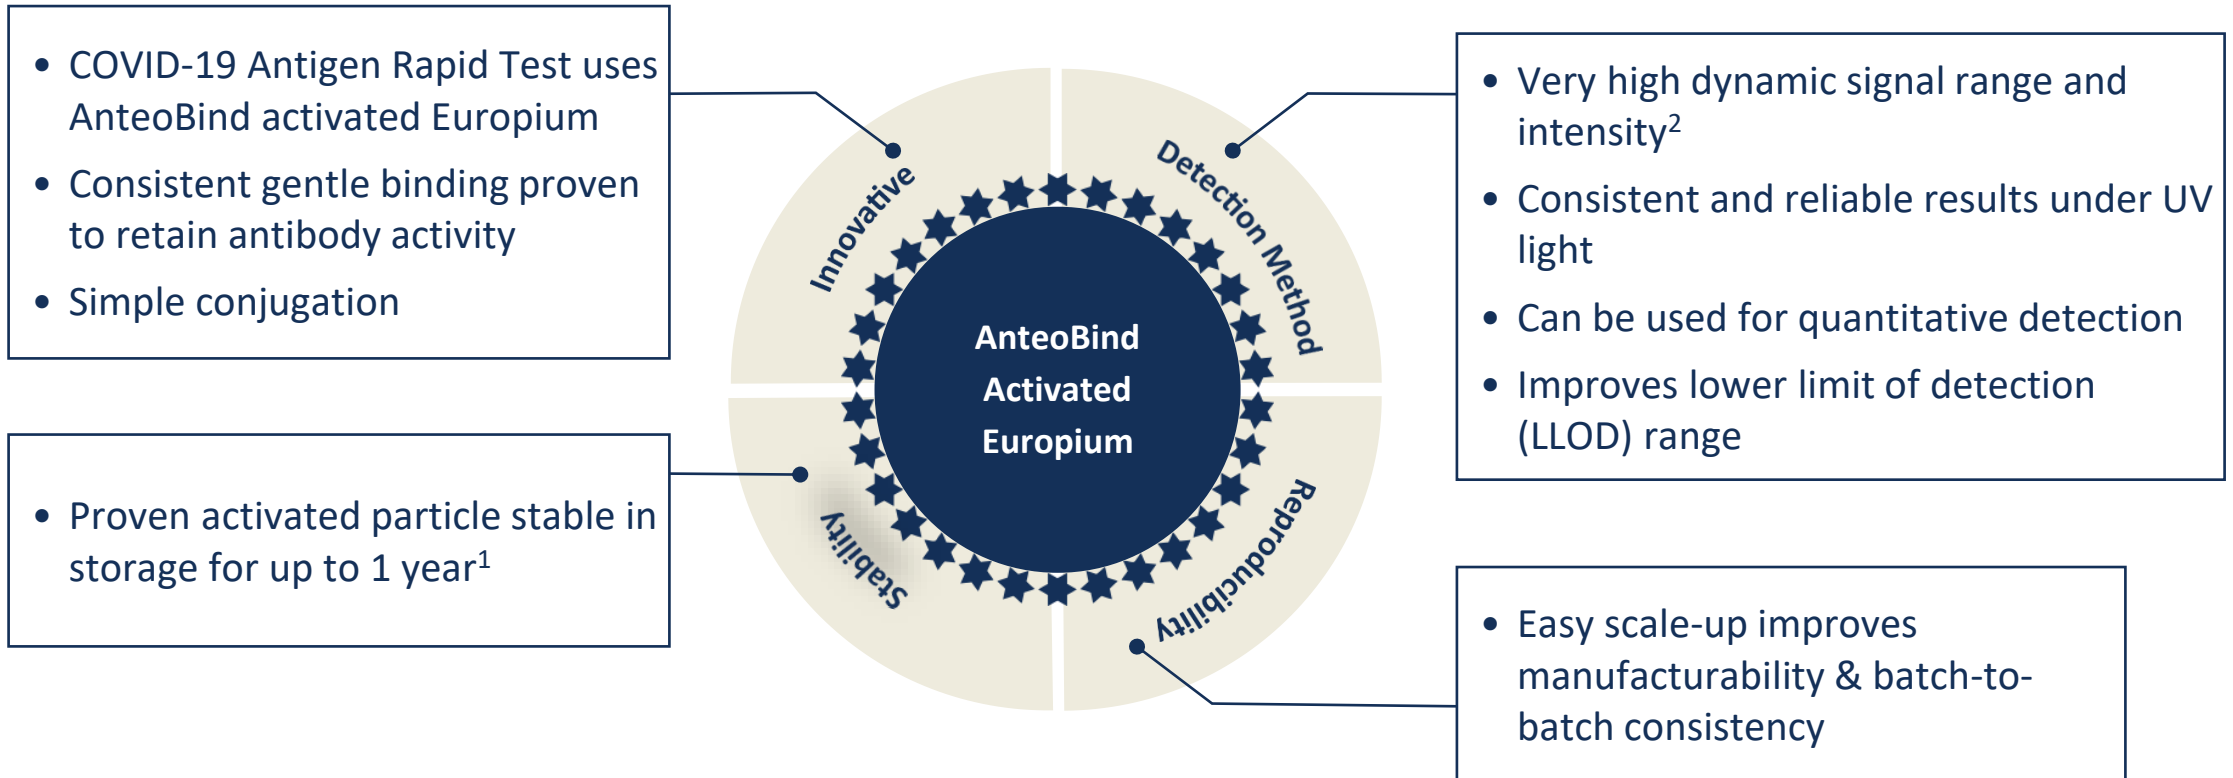 • COVID-19 Antigen Rapid Test uses
AnteoBind activated Europium
• Consistent gentle binding proven
to retain antibody activity
• Simple conjugation
• Proven activated particle stable in
storage for up to 1 year¹
Innovative
Detection Method
AnteoBind
Activated
Europium
Stability
Reproducibility
• Very high dynamic signal range and
intensity²
• Consistent and reliable results under UV
light
• Can be used for quantitative detection
• Improves lower limit of detection
(LLOD) range
• Easy scale-up improves
manufacturability & batch-to-
batch consistency